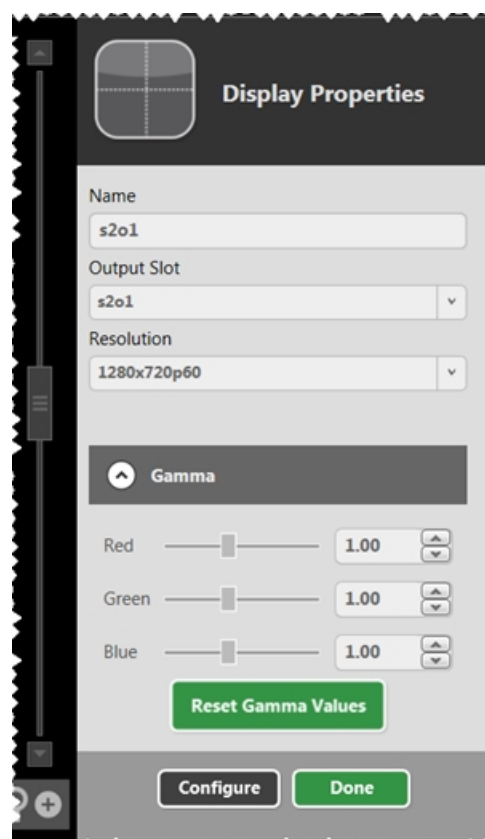 Display Properties
Name
s2o1
Output Slot
s2o1
Resolution
1280x720p60
Gamma
Red 1.00
Green 1.00
Blue 1.00
Reset Gamma Values
Configure Done